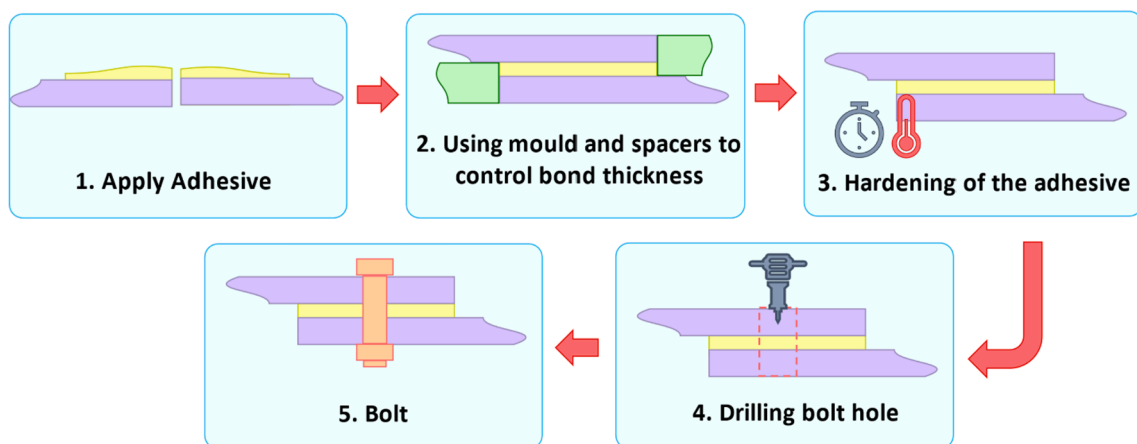 1. Apply Adhesive
2. Using mould and spacers to
control bond thickness
3. Hardening of the adhesive
4. Drilling bolt hole
5. Bolt